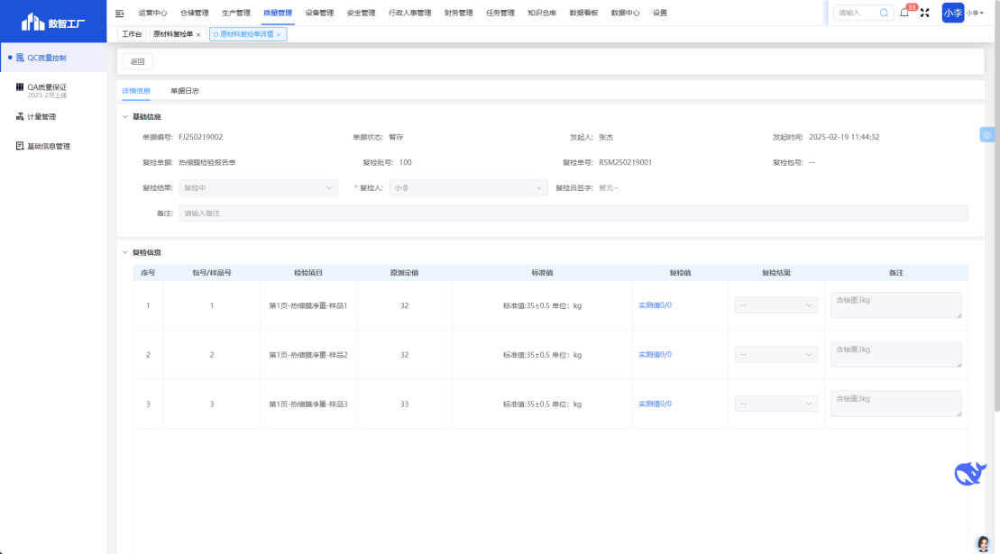 数智工厂
运营中心 仓储管理 生产管理 质量管理 设备管理 安全管理 行政人事管理 财务管理 任务管理 知识仓库 数据看板 数据中心 设置
请输入 33 小李 小李
工作台 原材料复检单 × 原材料复检单详情 ×
QC质量控制
QA质量保证
2025-2月上线
计量管理
基础信息管理
返回
详情信息 单据日志
基础信息
单据编号: FJ250219002 单据状态: 暂存 发起人: 张杰 发起时间: 2025-02-19 11:44:32
复检单据: 热缩膜检验报告单 复检批号: 100 复检单号: RSM250219001 复检包号: --
复检结果: 复检中 * 复检人: 小李 复检员签字: 暂无~
备注: 请输入备注
复检信息
序号 包号/样品号 检验项目 原测定值 标准值 复检值 复检结果 备注
1 1 第1页-热缩膜净重-样品1 32 标准值:35±0.5 单位: kg 实测值0/0 -- 含轴重3kg
2 2 第1页-热缩膜净重-样品2 32 标准值:35±0.5 单位: kg 实测值0/0 -- 含轴重3kg
3 3 第1页-热缩膜净重-样品3 33 标准值:35±0.5 单位: kg 实测值0/0 -- 含轴重3kg